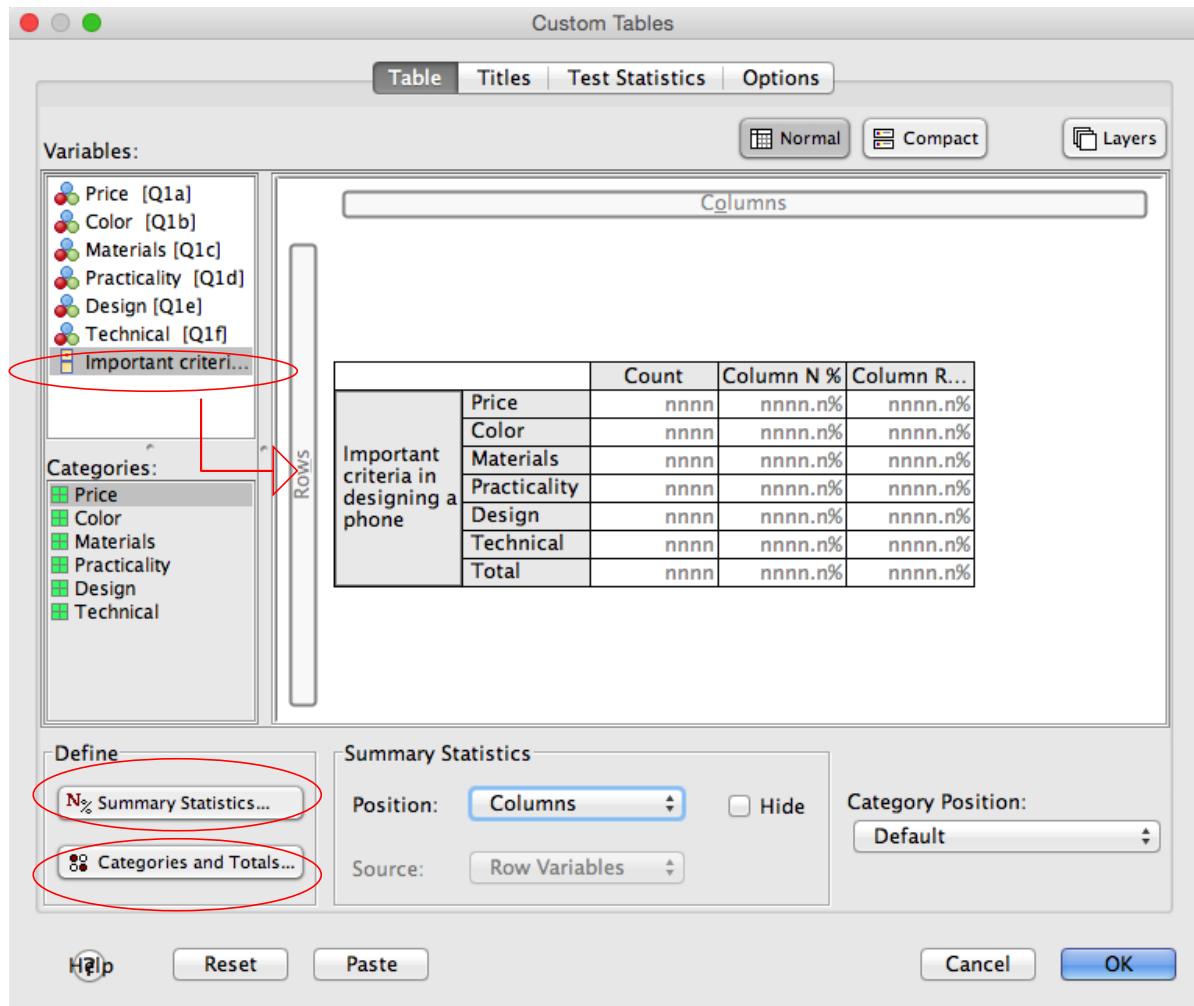 Custom Tables
Table Titles Test Statistics Options
Normal Compact Layers
Variables:
Price [Q1a]
Color [Q1b]
Materials [Q1c]
Practicality [Q1d]
Design [Q1e]
Technical [Q1f]
Important criteri...
Categories:
Price
Color
Materials
Practicality
Design
Technical
Columns
Rows
Count Column N % Column R...
Important criteria in designing a phone
Price nnnn nnnn.n% nnnn.n%
Color nnnn nnnn.n% nnnn.n%
Materials nnnn nnnn.n% nnnn.n%
Practicality nnnn nnnn.n% nnnn.n%
Design nnnn nnnn.n% nnnn.n%
Technical nnnn nnnn.n% nnnn.n%
Total nnnn nnnn.n% nnnn.n%
Define
N% Summary Statistics...
Categories and Totals...
Summary Statistics
Position: Columns Hide
Source: Row Variables
Category Position:
Default
Help ? Reset Paste Cancel OK